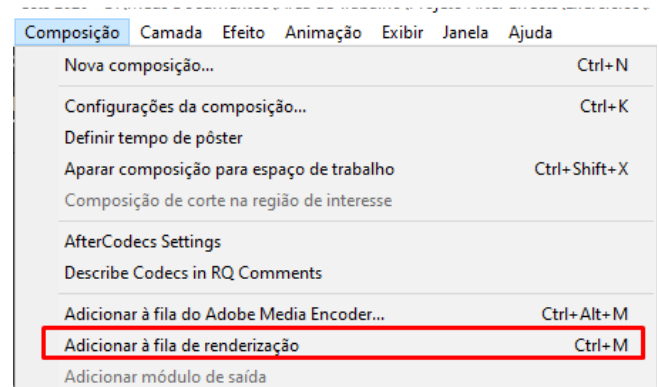 Composição Camada Efeito Animação Exibir Janela Ajuda
Nova composição... Ctrl+N
Configurações da composição... Ctrl+K
Definir tempo de pôster
Aparar composição para espaço de trabalho Ctrl+Shift+X
Composição de corte na região de interesse
AfterCodecs Settings
Describe Codecs in RQ Comments
Adicionar à fila do Adobe Media Encoder... Ctrl+Alt+M
Adicionar à fila de renderização Ctrl+M
Adicionar módulo de saída